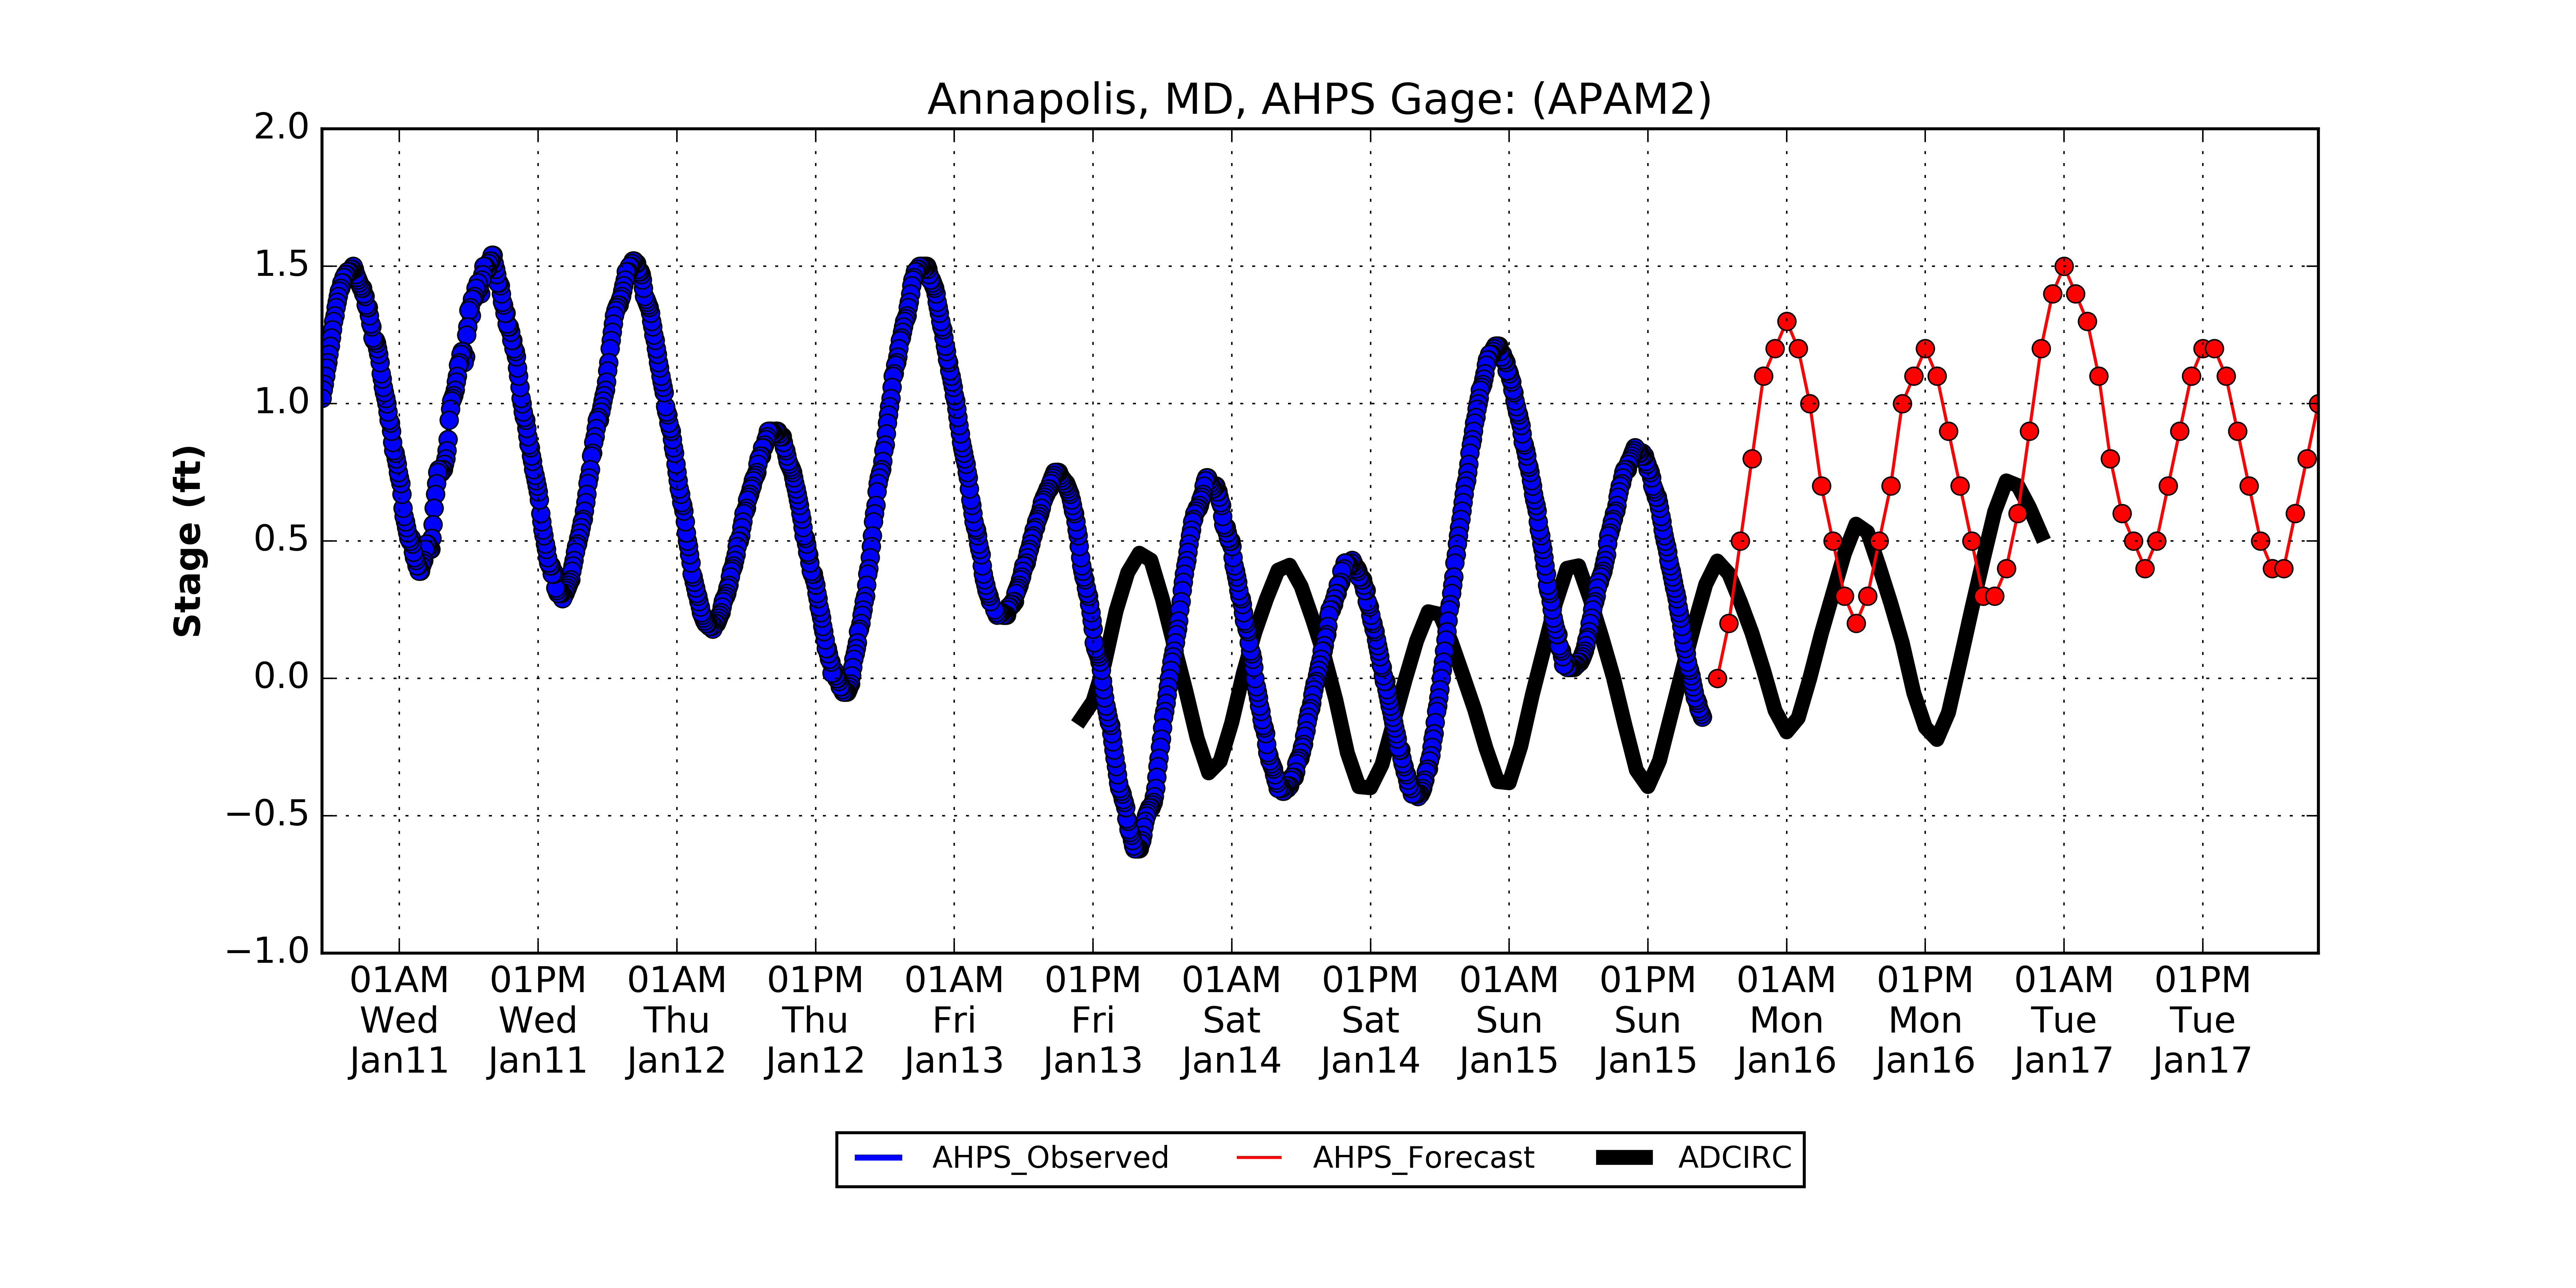 Annapolis, MD, AHPS Gage: (APAM2)
2.0
1.5
1.0
0.5
0.0
−0.5
−1.0
Stage (ft)
01AM 01PM 01AM 01PM 01AM 01PM 01AM 01PM 01AM 01PM 01AM 01PM 01AM 01PM
Wed Wed Thu Thu Fri Fri Sat Sat Sun Sun Mon Mon Tue Tue
Jan11 Jan11 Jan12 Jan12 Jan13 Jan13 Jan14 Jan14 Jan15 Jan15 Jan16 Jan16 Jan17 Jan17
AHPS_Observed AHPS_Forecast ADCIRC